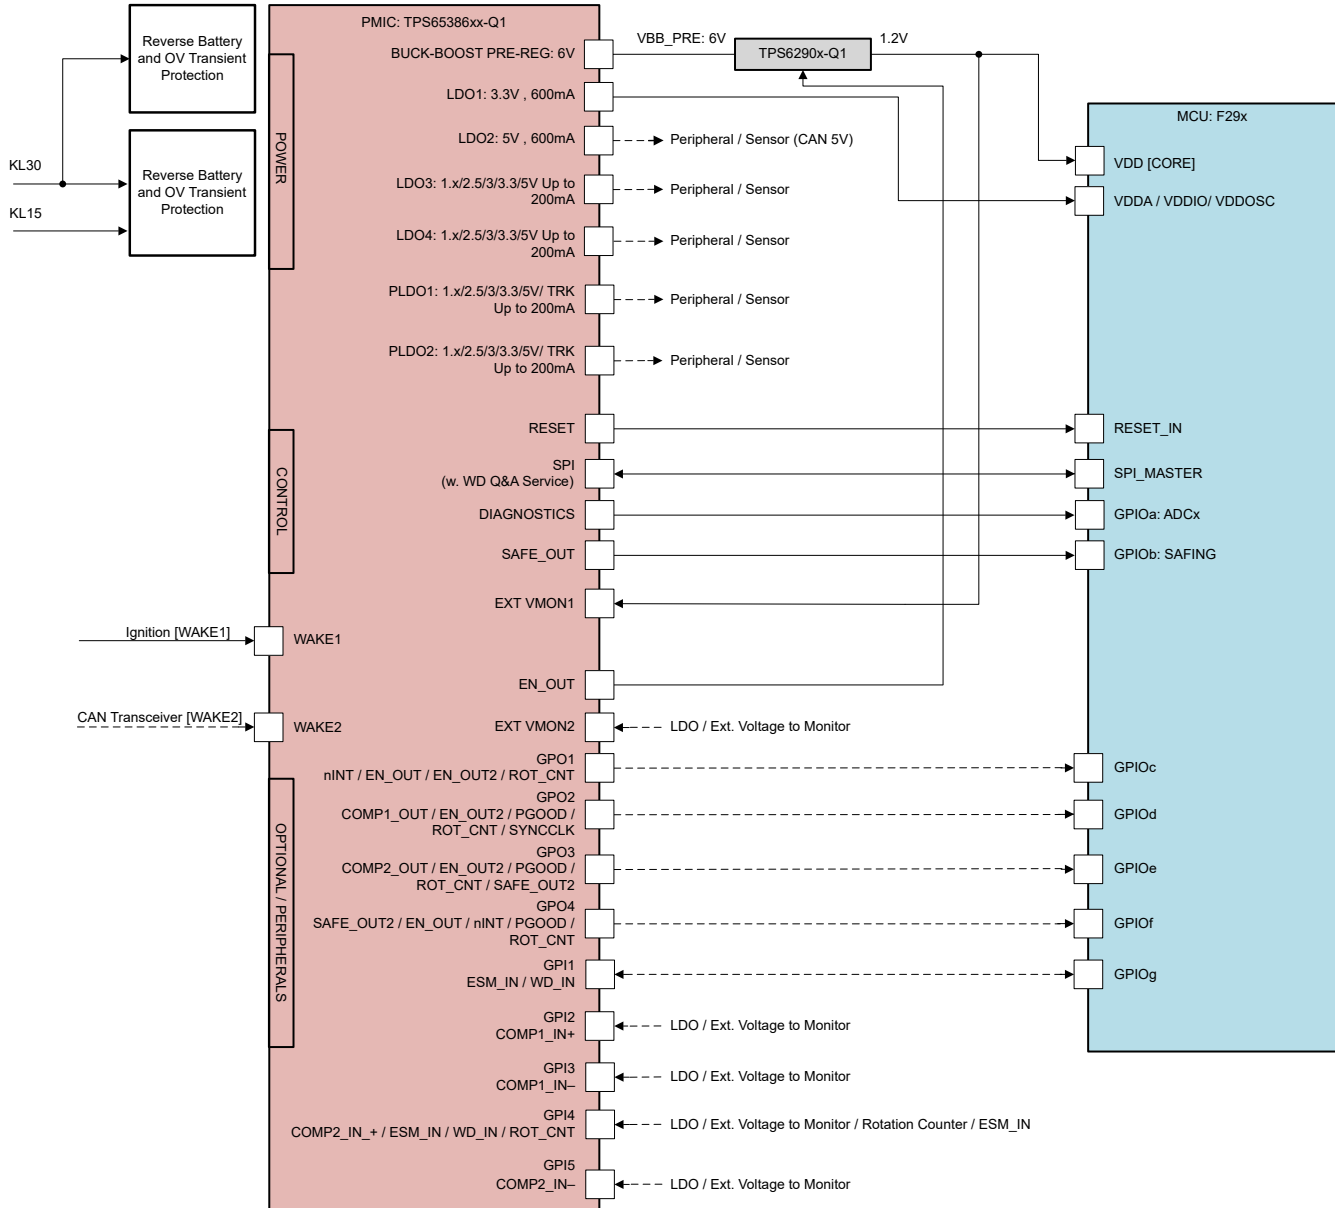 PMIC: TPS65386xx-Q1
Reverse Battery
and OV Transient
Protection
Reverse Battery
and OV Transient
Protection
KL30
KL15
POWER
BUCK-BOOST PRE-REG: 6V
VBB_PRE: 6V
TPS6290x-Q1
1.2V
LDO1: 3.3V , 600mA
LDO2: 5V , 600mA
Peripheral / Sensor (CAN 5V)
LDO3: 1.x/2.5/3/3.3/5V Up to
200mA
Peripheral / Sensor
LDO4: 1.x/2.5/3/3.3/5V Up to
200mA
Peripheral / Sensor
PLDO1: 1.x/2.5/3/3.3/5V/ TRK
Up to 200mA
Peripheral / Sensor
PLDO2: 1.x/2.5/3/3.3/5V/ TRK
Up to 200mA
Peripheral / Sensor
MCU: F29x
VDD [CORE]
VDDA / VDDIO/ VDDOSC
CONTROL
RESET
RESET_IN
SPI
(w. WD Q&A Service)
SPI_MASTER
DIAGNOSTICS
GPIOa: ADCx
SAFE_OUT
GPIOb: SAFING
EXT VMON1
Ignition [WAKE1]
WAKE1
EN_OUT
CAN Transceiver [WAKE2]
WAKE2
EXT VMON2
LDO / Ext. Voltage to Monitor
OPTIONAL / PERIPHERALS
GPO1
nINT / EN_OUT / EN_OUT2 / ROT_CNT
GPIOc
GPO2
COMP1_OUT / EN_OUT2 / PGOOD /
ROT_CNT / SYNCCLK
GPIOd
GPO3
COMP2_OUT / EN_OUT2 / PGOOD /
ROT_CNT / SAFE_OUT2
GPIOe
GPO4
SAFE_OUT2 / EN_OUT / nINT / PGOOD /
ROT_CNT
GPIOf
GPI1
ESM_IN / WD_IN
GPIOg
GPI2
COMP1_IN+
LDO / Ext. Voltage to Monitor
GPI3
COMP1_IN–
LDO / Ext. Voltage to Monitor
GPI4
COMP2_IN_+ / ESM_IN / WD_IN / ROT_CNT
LDO / Ext. Voltage to Monitor / Rotation Counter / ESM_IN
GPI5
COMP2_IN–
LDO / Ext. Voltage to Monitor